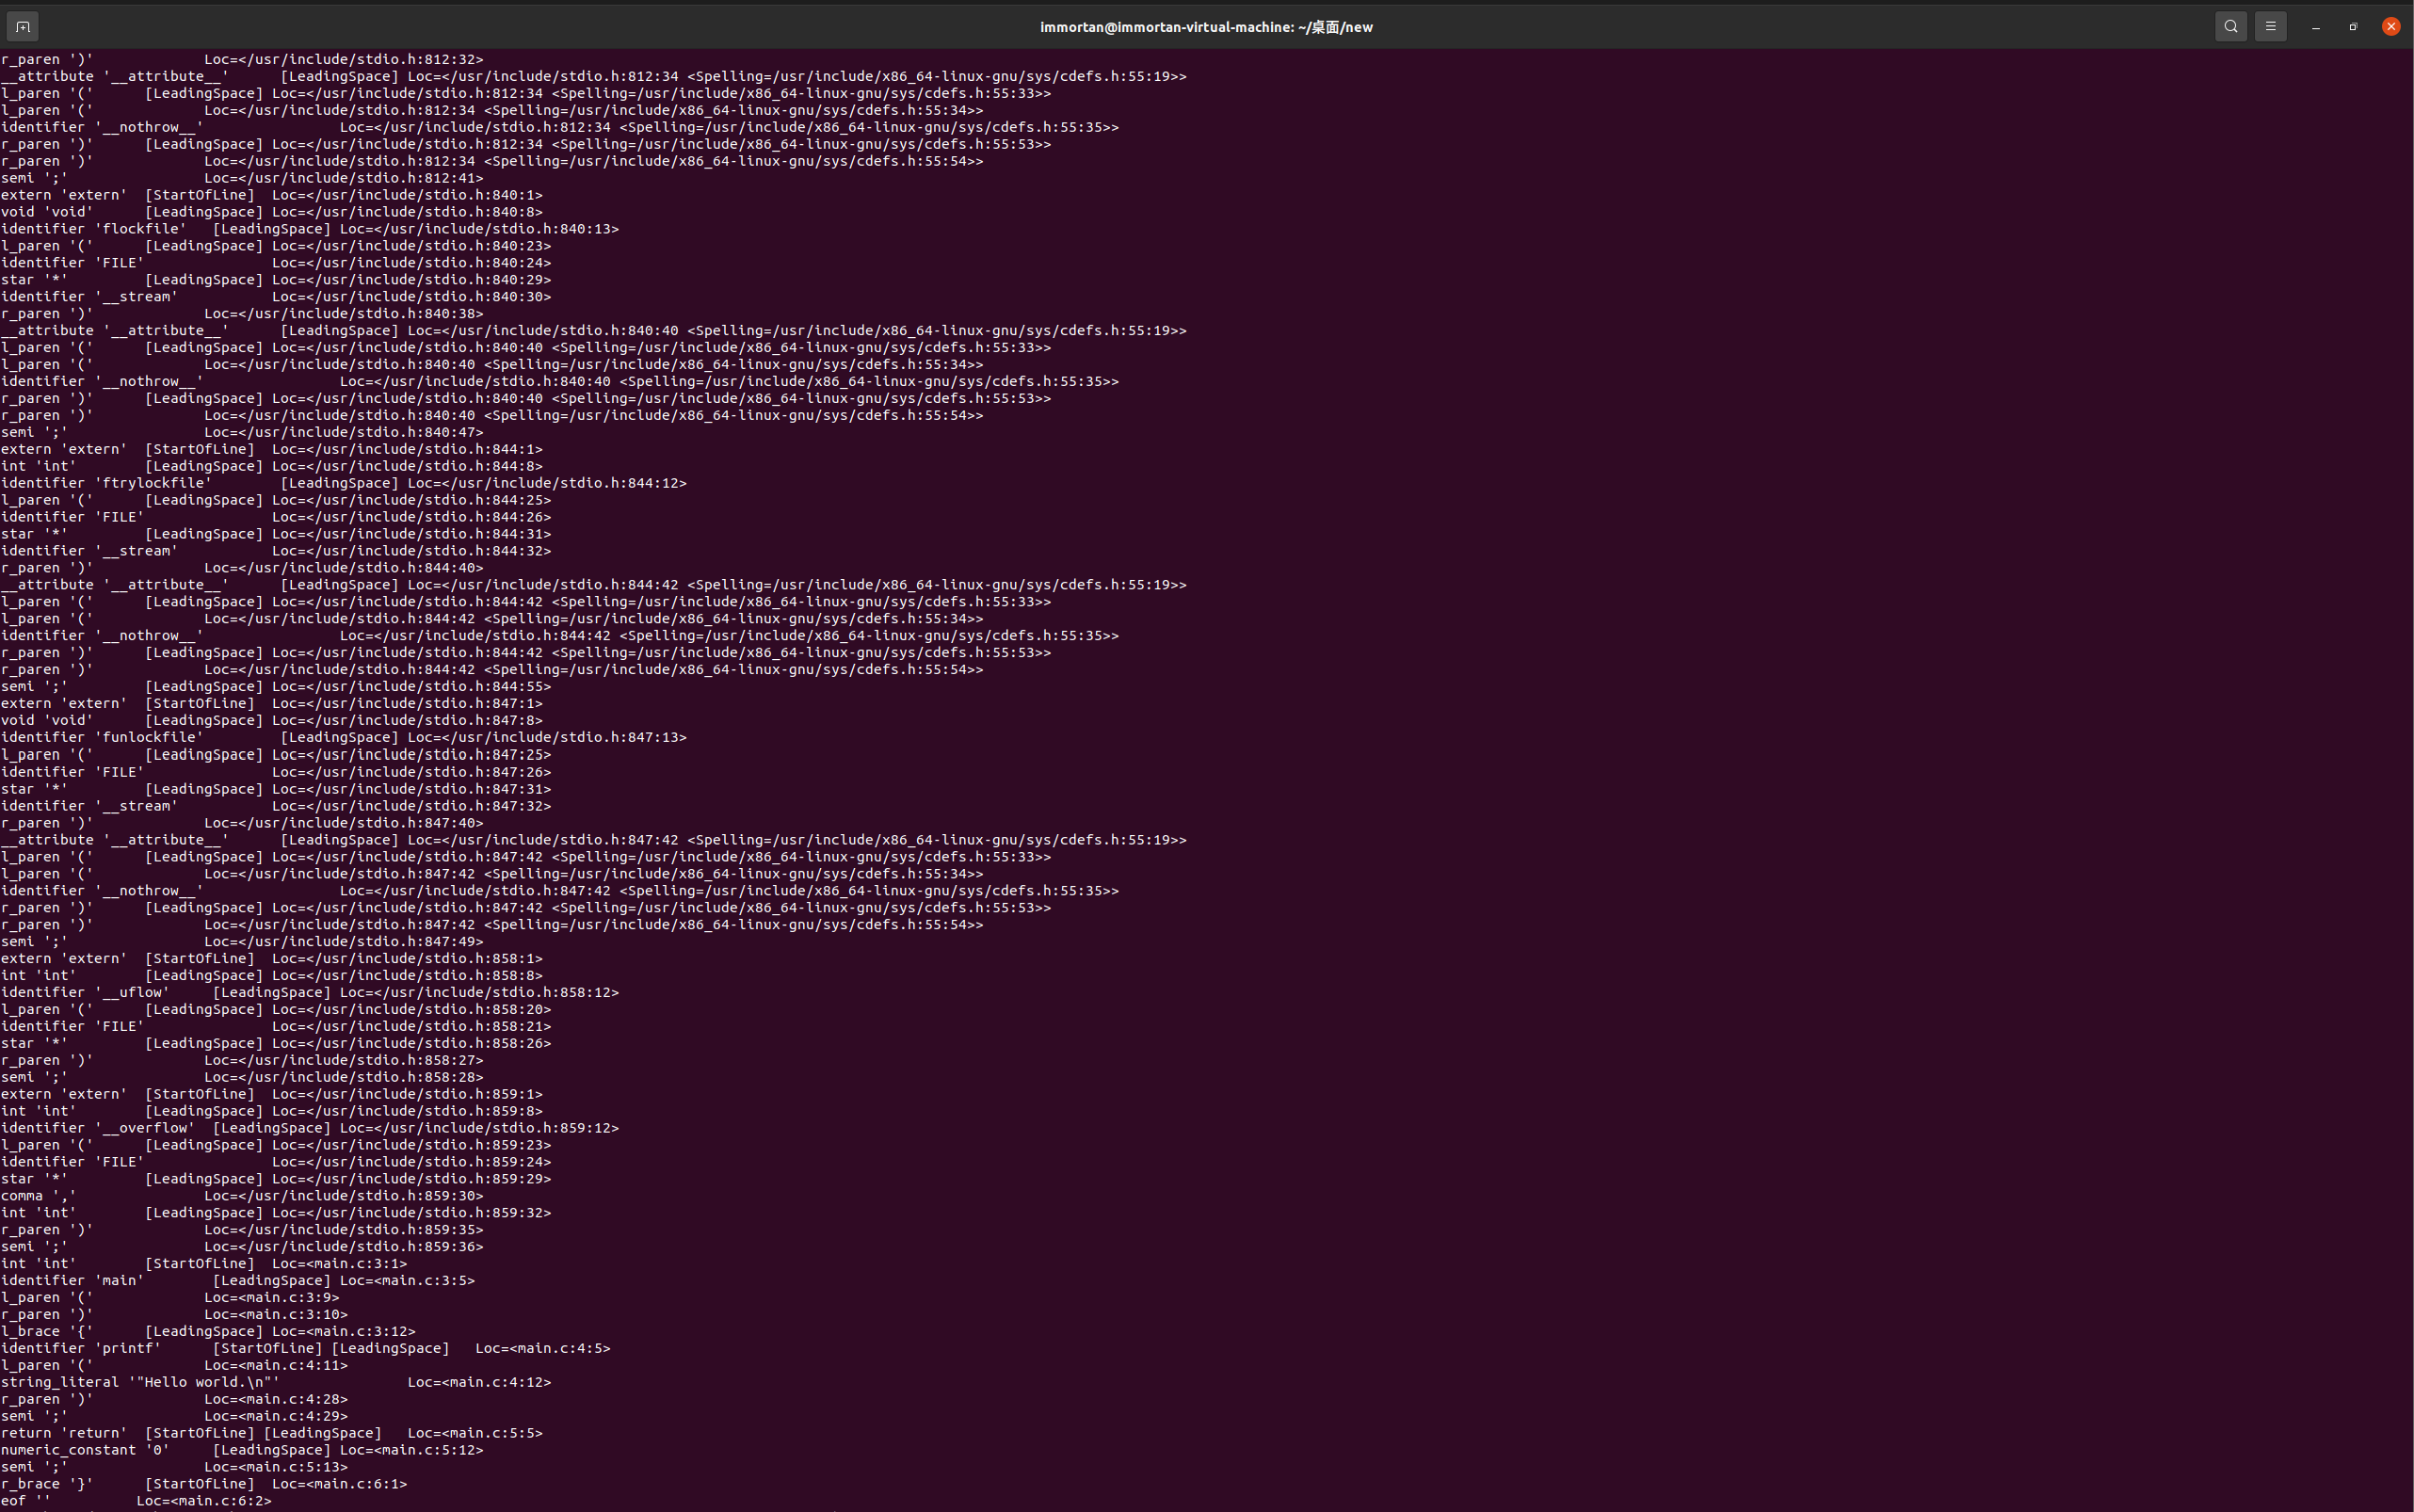 immortan@immortan-virtual-machine: ~/桌面/new
r_paren ')'		Loc=</usr/include/stdio.h:812:32>
__attribute '__attribute__'	 [LeadingSpace]	Loc=</usr/include/stdio.h:812:34 <Spelling=/usr/include/x86_64-linux-gnu/sys/cdefs.h:55:19>>
l_paren '('	 [LeadingSpace]	Loc=</usr/include/stdio.h:812:34 <Spelling=/usr/include/x86_64-linux-gnu/sys/cdefs.h:55:33>>
l_paren '('		Loc=</usr/include/stdio.h:812:34 <Spelling=/usr/include/x86_64-linux-gnu/sys/cdefs.h:55:34>>
identifier '__nothrow__'		Loc=</usr/include/stdio.h:812:34 <Spelling=/usr/include/x86_64-linux-gnu/sys/cdefs.h:55:35>>
r_paren ')'	 [LeadingSpace]	Loc=</usr/include/stdio.h:812:34 <Spelling=/usr/include/x86_64-linux-gnu/sys/cdefs.h:55:53>>
r_paren ')'		Loc=</usr/include/stdio.h:812:34 <Spelling=/usr/include/x86_64-linux-gnu/sys/cdefs.h:55:54>>
semi ';'		Loc=</usr/include/stdio.h:812:41>
extern 'extern'	 [StartOfLine]	Loc=</usr/include/stdio.h:840:1>
void 'void'	 [LeadingSpace]	Loc=</usr/include/stdio.h:840:8>
identifier 'flockfile'	 [LeadingSpace]	Loc=</usr/include/stdio.h:840:13>
l_paren '('	 [LeadingSpace]	Loc=</usr/include/stdio.h:840:23>
identifier 'FILE'		Loc=</usr/include/stdio.h:840:24>
star '*'	 [LeadingSpace]	Loc=</usr/include/stdio.h:840:29>
identifier '__stream'		Loc=</usr/include/stdio.h:840:30>
r_paren ')'		Loc=</usr/include/stdio.h:840:38>
__attribute '__attribute__'	 [LeadingSpace]	Loc=</usr/include/stdio.h:840:40 <Spelling=/usr/include/x86_64-linux-gnu/sys/cdefs.h:55:19>>
l_paren '('	 [LeadingSpace]	Loc=</usr/include/stdio.h:840:40 <Spelling=/usr/include/x86_64-linux-gnu/sys/cdefs.h:55:33>>
l_paren '('		Loc=</usr/include/stdio.h:840:40 <Spelling=/usr/include/x86_64-linux-gnu/sys/cdefs.h:55:34>>
identifier '__nothrow__'		Loc=</usr/include/stdio.h:840:40 <Spelling=/usr/include/x86_64-linux-gnu/sys/cdefs.h:55:35>>
r_paren ')'	 [LeadingSpace]	Loc=</usr/include/stdio.h:840:40 <Spelling=/usr/include/x86_64-linux-gnu/sys/cdefs.h:55:53>>
r_paren ')'		Loc=</usr/include/stdio.h:840:40 <Spelling=/usr/include/x86_64-linux-gnu/sys/cdefs.h:55:54>>
semi ';'		Loc=</usr/include/stdio.h:840:47>
extern 'extern'	 [StartOfLine]	Loc=</usr/include/stdio.h:844:1>
int 'int'	 [LeadingSpace]	Loc=</usr/include/stdio.h:844:8>
identifier 'ftrylockfile'	 [LeadingSpace]	Loc=</usr/include/stdio.h:844:12>
l_paren '('	 [LeadingSpace]	Loc=</usr/include/stdio.h:844:25>
identifier 'FILE'		Loc=</usr/include/stdio.h:844:26>
star '*'	 [LeadingSpace]	Loc=</usr/include/stdio.h:844:31>
identifier '__stream'		Loc=</usr/include/stdio.h:844:32>
r_paren ')'		Loc=</usr/include/stdio.h:844:40>
__attribute '__attribute__'	 [LeadingSpace]	Loc=</usr/include/stdio.h:844:42 <Spelling=/usr/include/x86_64-linux-gnu/sys/cdefs.h:55:19>>
l_paren '('	 [LeadingSpace]	Loc=</usr/include/stdio.h:844:42 <Spelling=/usr/include/x86_64-linux-gnu/sys/cdefs.h:55:33>>
l_paren '('		Loc=</usr/include/stdio.h:844:42 <Spelling=/usr/include/x86_64-linux-gnu/sys/cdefs.h:55:34>>
identifier '__nothrow__'		Loc=</usr/include/stdio.h:844:42 <Spelling=/usr/include/x86_64-linux-gnu/sys/cdefs.h:55:35>>
r_paren ')'	 [LeadingSpace]	Loc=</usr/include/stdio.h:844:42 <Spelling=/usr/include/x86_64-linux-gnu/sys/cdefs.h:55:53>>
r_paren ')'		Loc=</usr/include/stdio.h:844:42 <Spelling=/usr/include/x86_64-linux-gnu/sys/cdefs.h:55:54>>
semi ';'	 [LeadingSpace]	Loc=</usr/include/stdio.h:844:55>
extern 'extern'	 [StartOfLine]	Loc=</usr/include/stdio.h:847:1>
void 'void'	 [LeadingSpace]	Loc=</usr/include/stdio.h:847:8>
identifier 'funlockfile'	 [LeadingSpace]	Loc=</usr/include/stdio.h:847:13>
l_paren '('	 [LeadingSpace]	Loc=</usr/include/stdio.h:847:25>
identifier 'FILE'		Loc=</usr/include/stdio.h:847:26>
star '*'	 [LeadingSpace]	Loc=</usr/include/stdio.h:847:31>
identifier '__stream'		Loc=</usr/include/stdio.h:847:32>
r_paren ')'		Loc=</usr/include/stdio.h:847:40>
__attribute '__attribute__'	 [LeadingSpace]	Loc=</usr/include/stdio.h:847:42 <Spelling=/usr/include/x86_64-linux-gnu/sys/cdefs.h:55:19>>
l_paren '('	 [LeadingSpace]	Loc=</usr/include/stdio.h:847:42 <Spelling=/usr/include/x86_64-linux-gnu/sys/cdefs.h:55:33>>
l_paren '('		Loc=</usr/include/stdio.h:847:42 <Spelling=/usr/include/x86_64-linux-gnu/sys/cdefs.h:55:34>>
identifier '__nothrow__'		Loc=</usr/include/stdio.h:847:42 <Spelling=/usr/include/x86_64-linux-gnu/sys/cdefs.h:55:35>>
r_paren ')'	 [LeadingSpace]	Loc=</usr/include/stdio.h:847:42 <Spelling=/usr/include/x86_64-linux-gnu/sys/cdefs.h:55:53>>
r_paren ')'		Loc=</usr/include/stdio.h:847:42 <Spelling=/usr/include/x86_64-linux-gnu/sys/cdefs.h:55:54>>
semi ';'		Loc=</usr/include/stdio.h:847:49>
extern 'extern'	 [StartOfLine]	Loc=</usr/include/stdio.h:858:1>
int 'int'	 [LeadingSpace]	Loc=</usr/include/stdio.h:858:8>
identifier '__uflow'	 [LeadingSpace]	Loc=</usr/include/stdio.h:858:12>
l_paren '('	 [LeadingSpace]	Loc=</usr/include/stdio.h:858:20>
identifier 'FILE'		Loc=</usr/include/stdio.h:858:21>
star '*'	 [LeadingSpace]	Loc=</usr/include/stdio.h:858:26>
r_paren ')'		Loc=</usr/include/stdio.h:858:27>
semi ';'		Loc=</usr/include/stdio.h:858:28>
extern 'extern'	 [StartOfLine]	Loc=</usr/include/stdio.h:859:1>
int 'int'	 [LeadingSpace]	Loc=</usr/include/stdio.h:859:8>
identifier '__overflow'	 [LeadingSpace]	Loc=</usr/include/stdio.h:859:12>
l_paren '('	 [LeadingSpace]	Loc=</usr/include/stdio.h:859:23>
identifier 'FILE'		Loc=</usr/include/stdio.h:859:24>
star '*'	 [LeadingSpace]	Loc=</usr/include/stdio.h:859:29>
comma ','		Loc=</usr/include/stdio.h:859:30>
int 'int'	 [LeadingSpace]	Loc=</usr/include/stdio.h:859:32>
r_paren ')'		Loc=</usr/include/stdio.h:859:35>
semi ';'		Loc=</usr/include/stdio.h:859:36>
int 'int'	 [StartOfLine]	Loc=<main.c:3:1>
identifier 'main'	 [LeadingSpace]	Loc=<main.c:3:5>
l_paren '('		Loc=<main.c:3:9>
r_paren ')'		Loc=<main.c:3:10>
l_brace '{'	 [LeadingSpace]	Loc=<main.c:3:12>
identifier 'printf'	 [StartOfLine] [LeadingSpace]	Loc=<main.c:4:5>
l_paren '('		Loc=<main.c:4:11>
string_literal '"Hello world.\n"'		Loc=<main.c:4:12>
r_paren ')'		Loc=<main.c:4:28>
semi ';'		Loc=<main.c:4:29>
return 'return'	 [StartOfLine] [LeadingSpace]	Loc=<main.c:5:5>
numeric_constant '0'	 [LeadingSpace]	Loc=<main.c:5:12>
semi ';'		Loc=<main.c:5:13>
r_brace '}'	 [StartOfLine]	Loc=<main.c:6:1>
eof ''		Loc=<main.c:6:2>